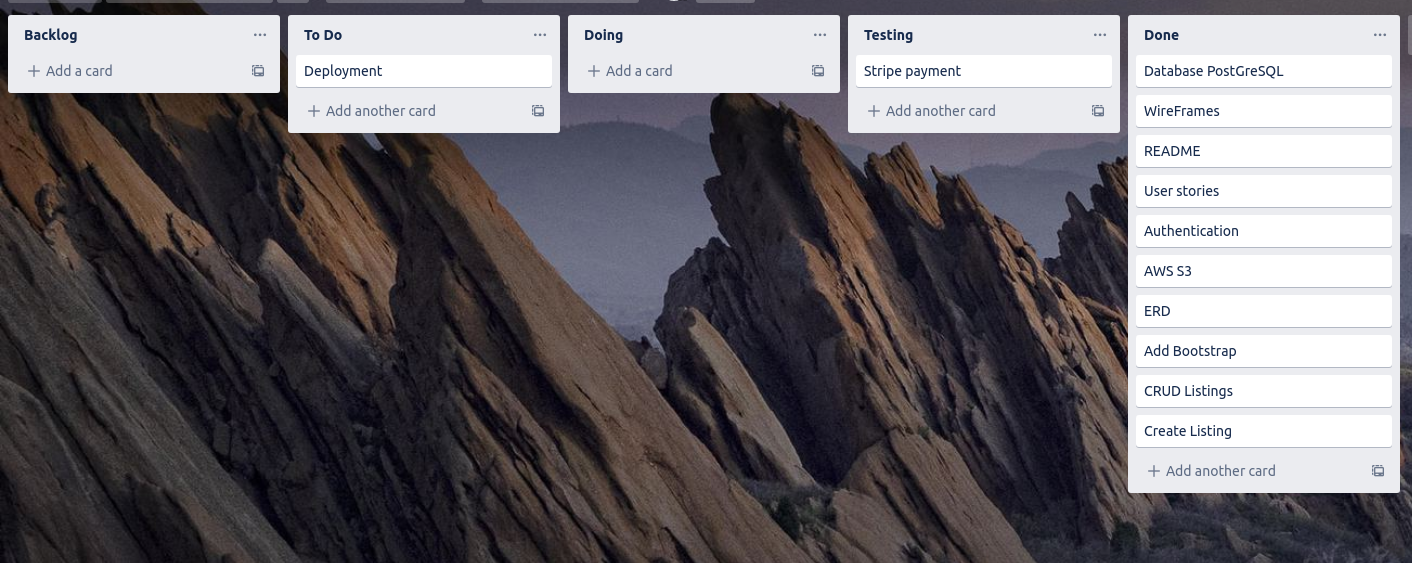 Backlog
Add a card
To Do
Deployment
Add another card
Doing
Add a card
Testing
Stripe payment
Add another card
Done
Database PostGreSQL
WireFrames
README
User stories
Authentication
AWS S3
ERD
Add Bootstrap
CRUD Listings
Create Listing
Add another card